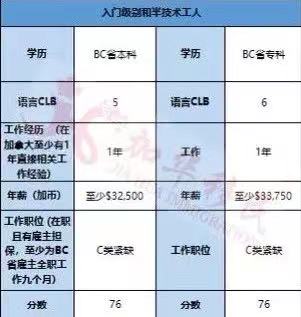 入门级别和半技术工人
学历 BC省本科 学历 BC省专科
语言CLB 5 语言CLB 6
工作经历 （在
加拿大至少有1
年直接相关工
作经验）
1年 工作 1年
年薪（加币） 至少$32,500 年薪 至少$33,750
工作职位 (在职
且有雇主担
保，至少为BC
省雇主全职工
作九个月）
C类紧缺 工作职位 C类紧缺
分数 76 分数 76
加华移民